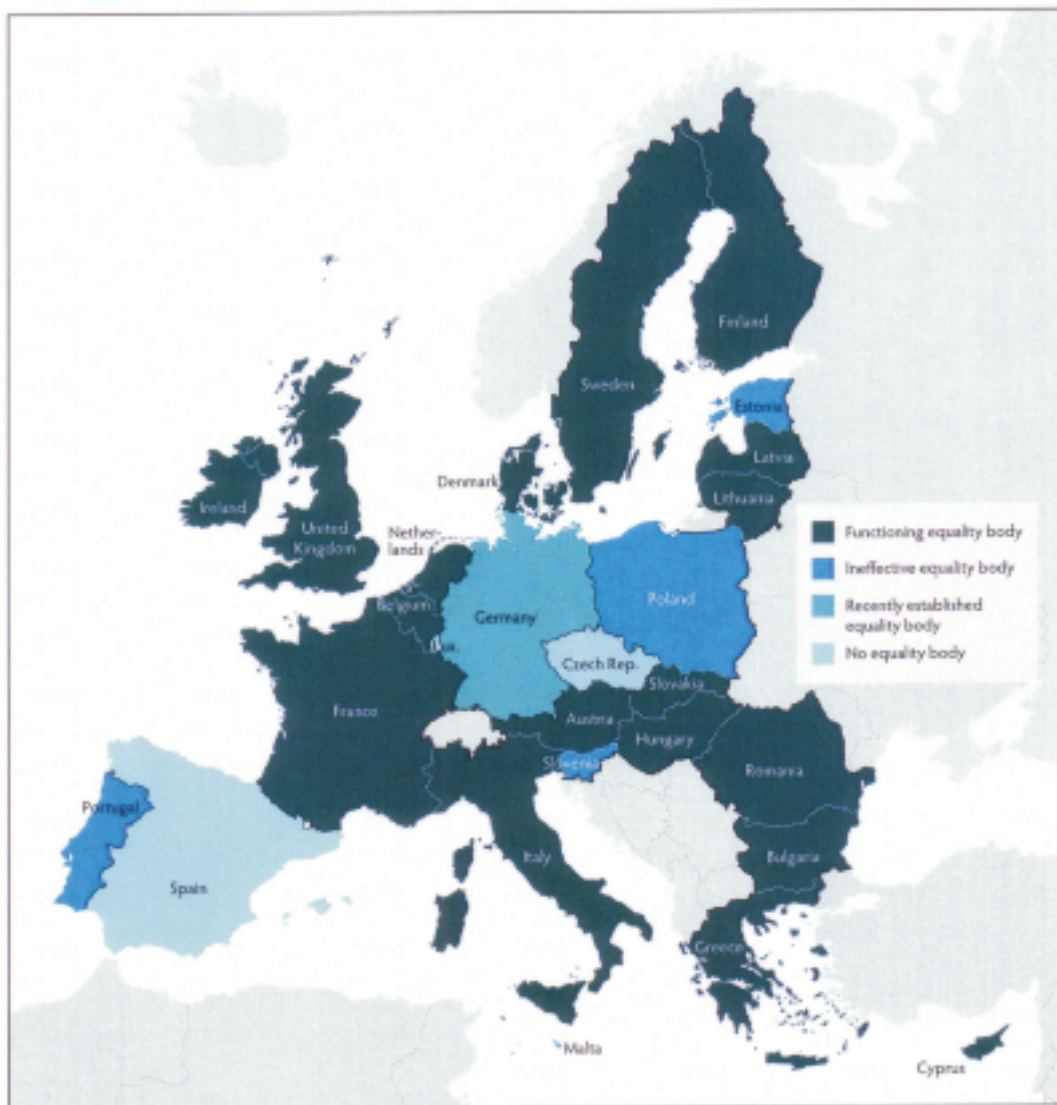 Finland
Sweden
Estonia
Latvia
Denmark
Lithuania
Ireland
United
Kingdom
Nether-
lands
Functioning equality body
Ineffective equality body
Recently established
equality body
No equality body
Belgium
Poland
Germany
Lux.
Czech Rep.
Slovakia
France
Austria
Hungary
Slovenia
Romania
Portugal
Italy
Bulgaria
Spain
Greece
Malta
Cyprus